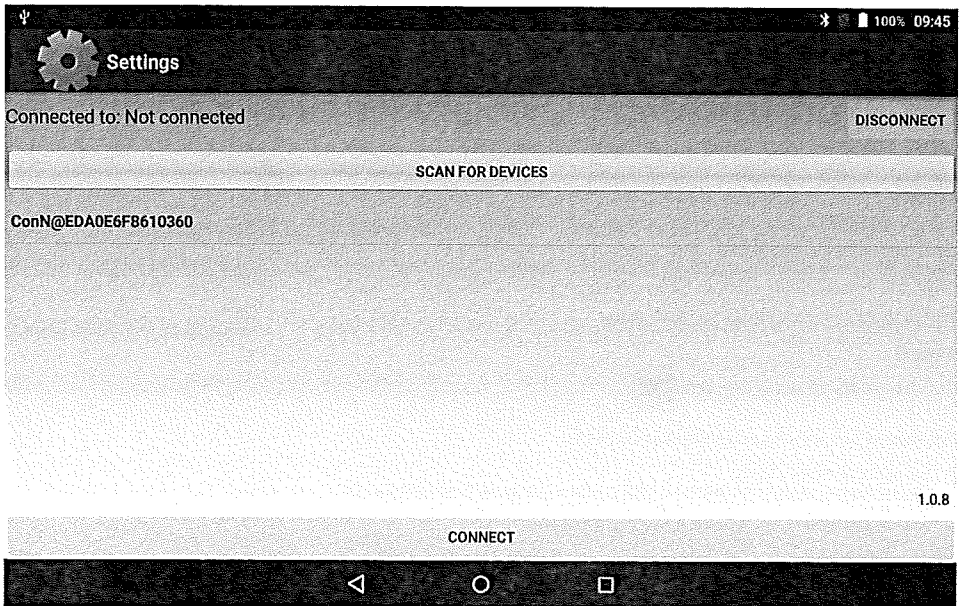 100% 09:45
Settings
Connected to: Not connected
DISCONNECT
SCAN FOR DEVICES
ConN@EDA0E6F8610360
1.0.8
CONNECT